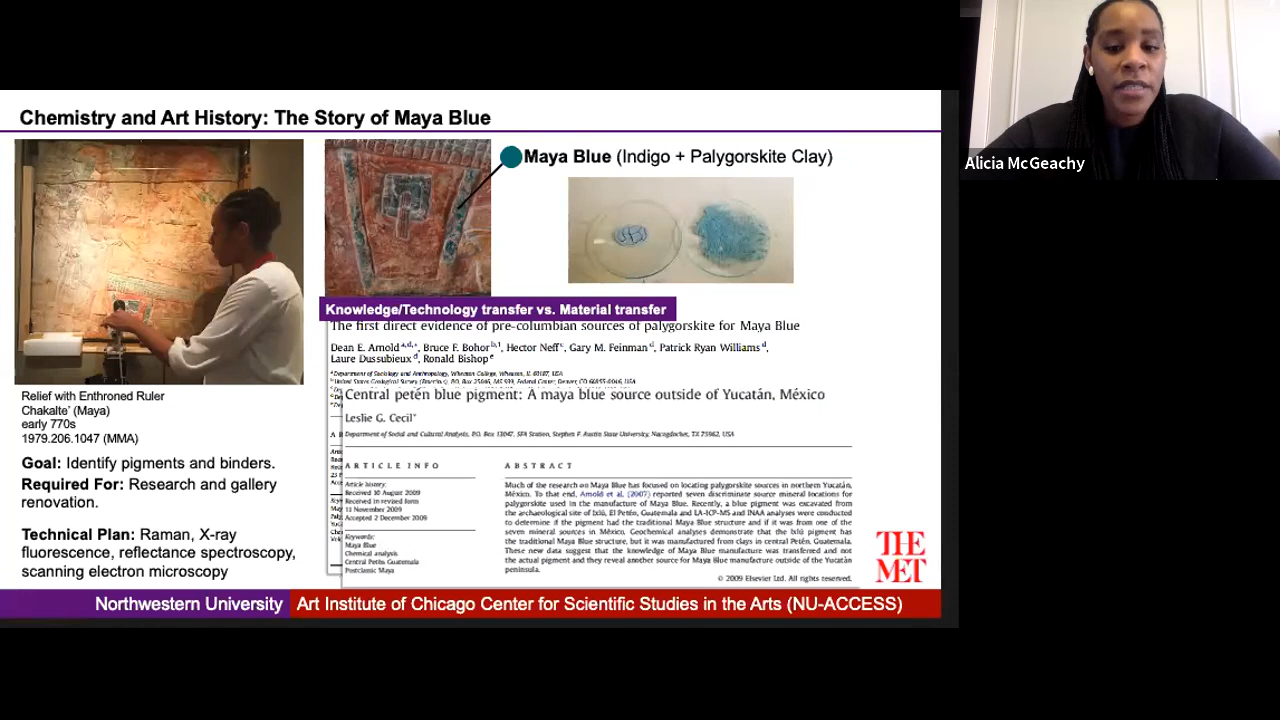 Chemistry and Art History: The Story of Maya Blue
Maya Blue (Indigo + Palygorskite Clay)
Alicia McGeachy
Knowledge/Technology transfer vs. Material transfer
The first direct evidence of pre-columbian sources of palygorskite for Maya Blue
Dean E. Arnold a,d,*, Bruce F. Bohor b,1, Hector Neff c, Gary M. Feinman d, Patrick Ryan Williams d,
Laure Dussubieux d, Ronald Bishop e
a Department of Sociology and Anthropology, Wheaton College, Wheaton, IL 60187, USA
b United States Geological Survey (Emeritus), P.O. Box 25046, MS 939, Federal Center, Denver, CO
Central petén blue pigment: A maya blue source outside of Yucatán, México
Leslie G. Cecil*
Department of Social and Cultural Analysis, P.O. Box 13047, SFA Station, Stephen F. Austin State University, Nacogdoches, TX 75962, USA
ARTICLE INFO
Article history:
Received 10 August 2009
Received in revised form
11 November 2009
Accepted 2 December 2009
Keywords:
Maya Blue
Chemical analysis
Central Petén Guatemala
Postclassic Maya
ABSTRACT
Much of the research on Maya Blue has focused on locating palygorskite sources in northern Yucatán,
México. To that end, Arnold et al. (2007) reported seven discriminate source mineral locations for
palygorskite used in the manufacture of Maya Blue. Recently, a blue pigment was excavated from
the archaeological site of Ixlú, El Petén, Guatemala and LA-ICP-MS and INAA analyses were conducted
to determine if the pigment had the traditional Maya Blue structure and if it was from one of the
seven mineral sources in México. Geochemical analyses demonstrate that the Ixlú pigment has
the traditional Maya Blue structure, but it was manufactured from clays in central Petén, Guatemala.
These new data suggest that the knowledge of Maya Blue manufacture was transferred and not
the actual pigment and they reveal another source for Maya Blue manufacture outside of the Yucatán
peninsula.
© 2009 Elsevier Ltd. All rights reserved.
Relief with Enthroned Ruler
Chakalte' (Maya)
early 770s
1979.206.1047 (MMA)
Goal: Identify pigments and binders.
Required For: Research and gallery
renovation.
Technical Plan: Raman, X-ray
fluorescence, reflectance spectroscopy,
scanning electron microscopy
THE
MET
Northwestern University
Art Institute of Chicago Center for Scientific Studies in the Arts (NU-ACCESS)